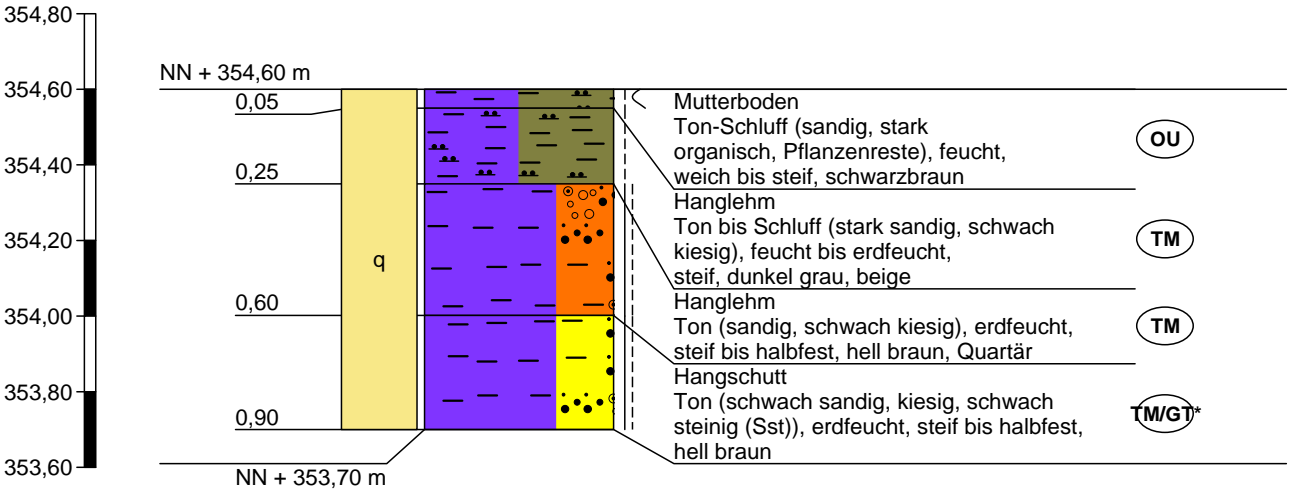 354,80
354,60
354,40
354,20
354,00
353,80
353,60
NN + 354,60 m
0,05
0,25
0,60
0,90
NN + 353,70 m
q
Mutterboden
Ton-Schluff (sandig, stark
organisch, Pflanzenreste), feucht,
weich bis steif, schwarzbraun
OU
Hanglehm
Ton bis Schluff (stark sandig, schwach
kiesig), feucht bis erdfeucht,
steif, dunkel grau, beige
TM
Hanglehm
Ton (sandig, schwach kiesig), erdfeucht,
steif bis halbfest, hell braun, Quartär
TM
Hangschutt
Ton (schwach sandig, kiesig, schwach
steinig (Sst)), erdfeucht, steif bis halbfest,
hell braun
TM/GT*